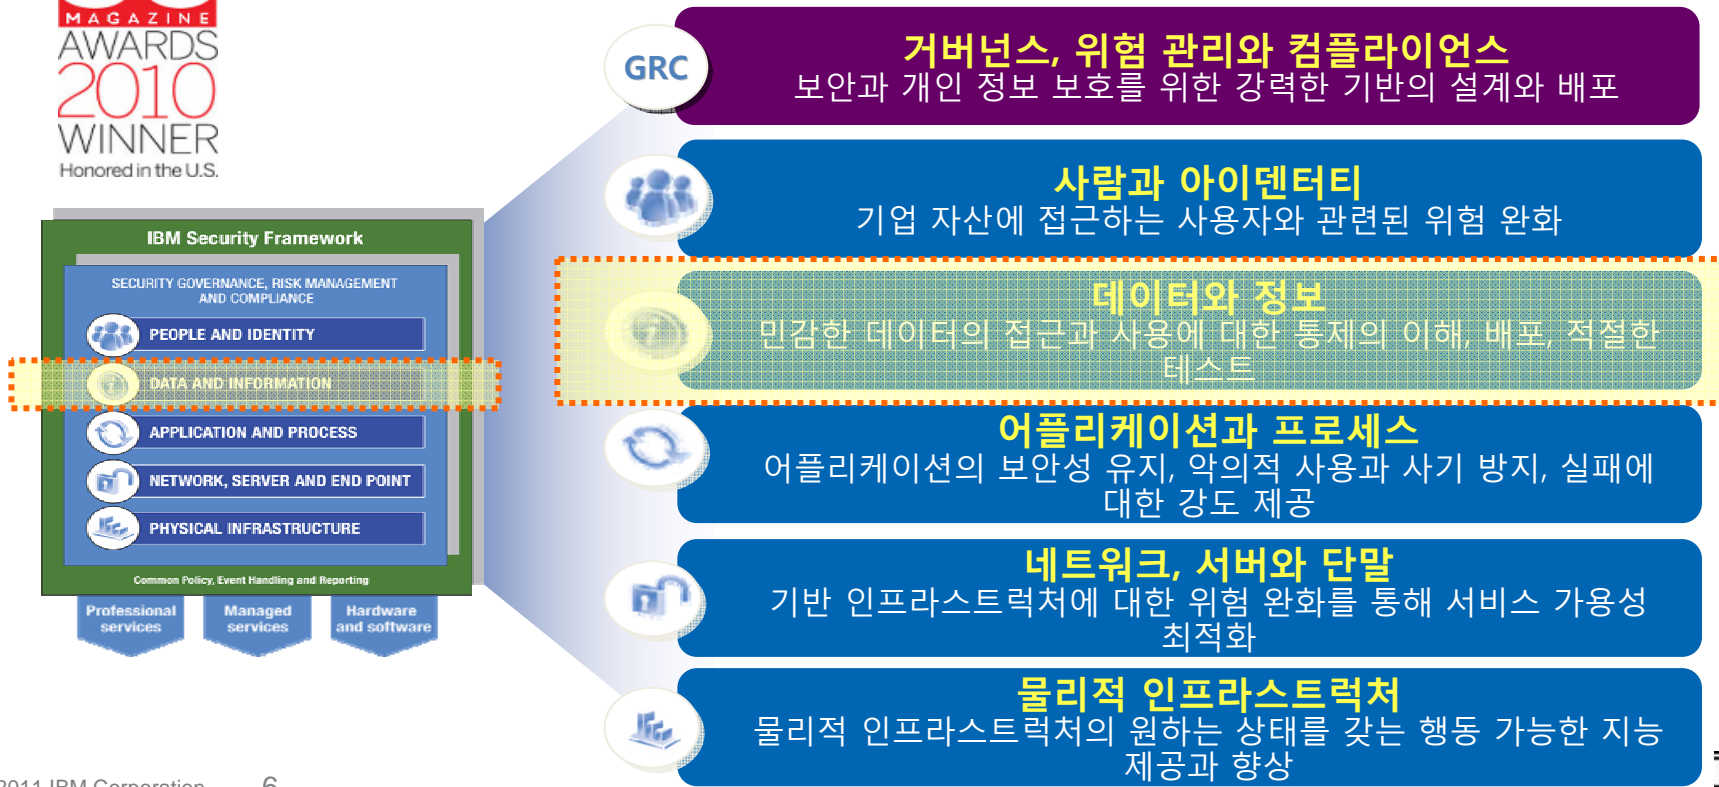 MAGAZINE
AWARDS
2010
WINNER
Honored in the U.S.
IBM Security Framework
SECURITY GOVERNANCE, RISK MANAGEMENT
AND COMPLIANCE
PEOPLE AND IDENTITY
DATA AND INFORMATION
APPLICATION AND PROCESS
NETWORK, SERVER AND END POINT
PHYSICAL INFRASTRUCTURE
Common Policy, Event Handling and Reporting
Professional
services
Managed
services
Hardware
and software
GRC
거버넌스, 위험 관리와 컴플라이언스
보안과 개인 정보 보호를 위한 강력한 기반의 설계와 배포
사람과 아이덴터티
기업 자산에 접근하는 사용자와 관련된 위험 완화
데이터와 정보
민감한 데이터의 접근과 사용에 대한 통제의 이해, 배포, 적절한
테스트
어플리케이션과 프로세스
어플리케이션의 보안성 유지, 악의적 사용과 사기 방지, 실패에
대한 강도 제공
네트워크, 서버와 단말
기반 인프라스트럭처에 대한 위험 완화를 통해 서비스 가용성
최적화
물리적 인프라스트럭처
물리적 인프라스트럭처의 원하는 상태를 갖는 행동 가능한 지능
제공과 향상
2011 IBM Corporation
6